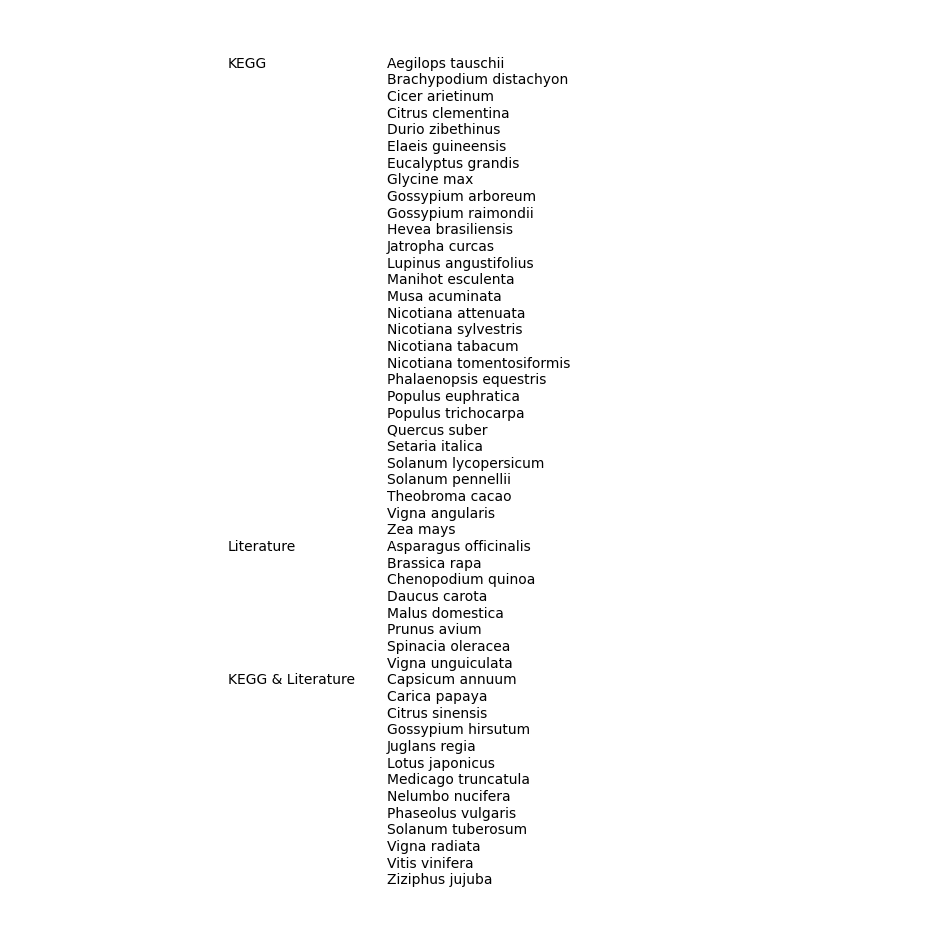 KEGG Aegilops tauschii
Brachypodium distachyon
Cicer arietinum
Citrus clementina
Durio zibethinus
Elaeis guineensis
Eucalyptus grandis
Glycine max
Gossypium arboreum
Gossypium raimondii
Hevea brasiliensis
Jatropha curcas
Lupinus angustifolius
Manihot esculenta
Musa acuminata
Nicotiana attenuata
Nicotiana sylvestris
Nicotiana tabacum
Nicotiana tomentosiformis
Phalaenopsis equestris
Populus euphratica
Populus trichocarpa
Quercus suber
Setaria italica
Solanum lycopersicum
Solanum pennellii
Theobroma cacao
Vigna angularis
Zea mays
Literature Asparagus officinalis
Brassica rapa
Chenopodium quinoa
Daucus carota
Malus domestica
Prunus avium
Spinacia oleracea
Vigna unguiculata
KEGG & Literature Capsicum annuum
Carica papaya
Citrus sinensis
Gossypium hirsutum
Juglans regia
Lotus japonicus
Medicago truncatula
Nelumbo nucifera
Phaseolus vulgaris
Solanum tuberosum
Vigna radiata
Vitis vinifera
Ziziphus jujuba